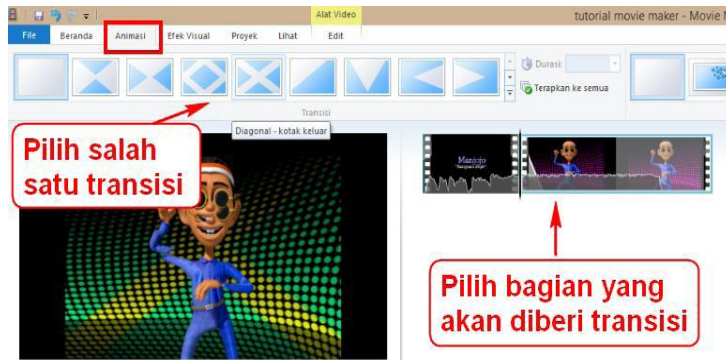 Alat Video
tutorial movie maker - Movie M
File Beranda Animasi Efek Visual Proyek Lihat Edit
Durasi:
Terapkan ke semua
Transisi
Diagonal - kotak keluar
Pilih salah
satu transisi
Manjojo
Pilih bagian yang
akan diberi transisi